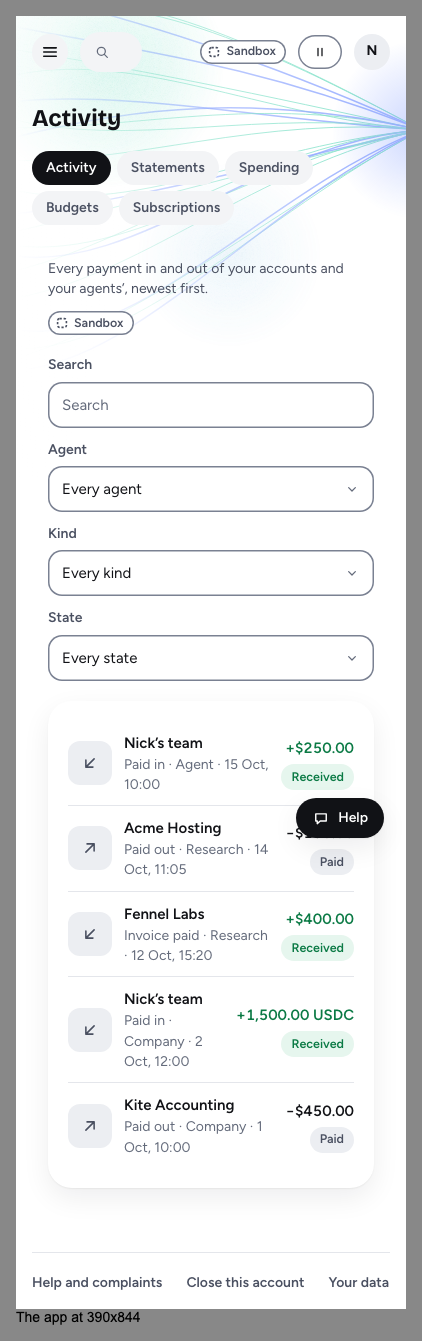 Sandbox
N
Activity
Activity Statements Spending
Budgets Subscriptions
Every payment in and out of your accounts and
your agents’, newest first.
Sandbox
Search
Search
Agent
Every agent
Kind
Every kind
State
Every state
Nick’s team
+$250.00
Paid in · Agent · 15 Oct,
10:00
Received
Help
Acme Hosting
Paid out · Research · 14
Oct, 11:05
Paid
Fennel Labs
+$400.00
Invoice paid · Research
· 12 Oct, 15:20
Received
Nick’s team
+1,500.00 USDC
Paid in ·
Company · 2
Oct, 12:00
Received
Kite Accounting
−$450.00
Paid out · Company · 1
Oct, 10:00
Paid
Help and complaints Close this account Your data
The app at 390x844